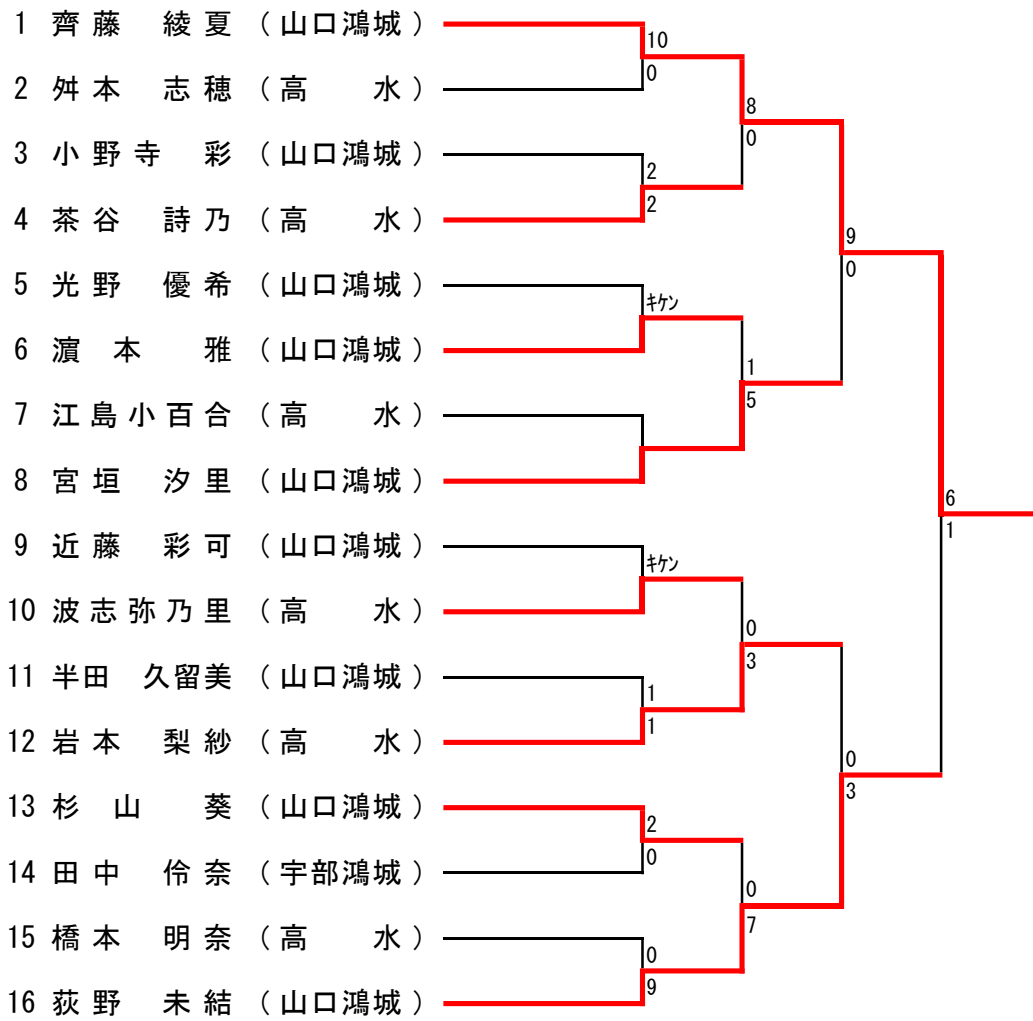 1 齊藤 綾夏 (山口鴻城)
10
0
2 舛本 志穂 (高 水)
8
0
3 小野寺 彩 (山口鴻城)
2
2
4 茶谷 詩乃 (高 水)
9
0
5 光野 優希 (山口鴻城)
キケン
6 濵本 雅 (山口鴻城)
1
5
7 江島小百合 (高 水)
8 宮垣 汐里 (山口鴻城)
6
1
9 近藤 彩可 (山口鴻城)
キケン
10 波志弥乃里 (高 水)
0
3
11 半田 久留美 (山口鴻城)
1
1
12 岩本 梨紗 (高 水)
0
3
13 杉山 葵 (山口鴻城)
2
0
14 田中 伶奈 (宇部鴻城)
0
7
15 橋本 明奈 (高 水)
0
9
16 荻野 未結 (山口鴻城)